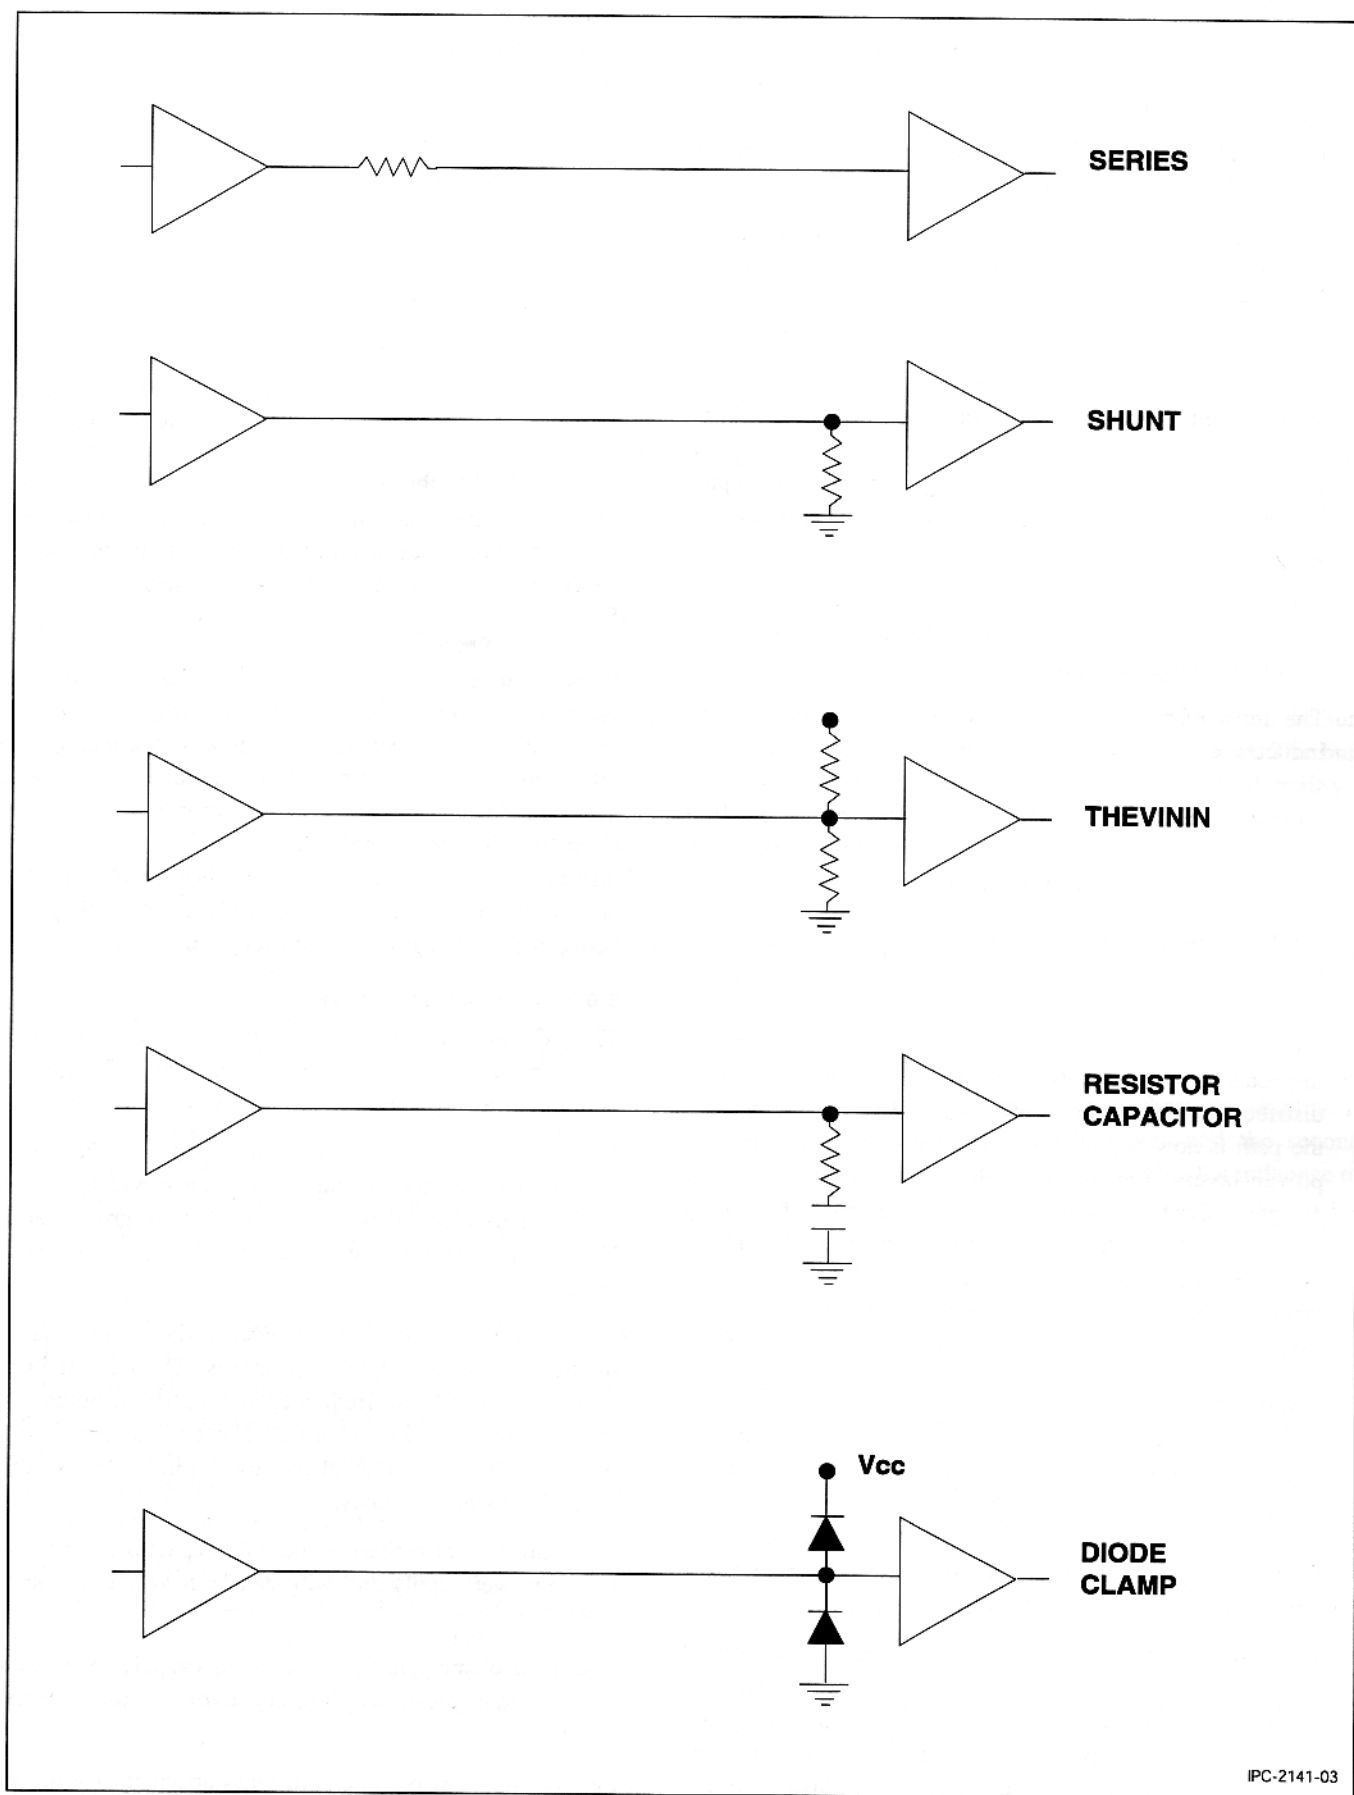 SERIES
SHUNT
THEVININ
RESISTOR
CAPACITOR
Vcc
DIODE
CLAMP
IPC-2141-03